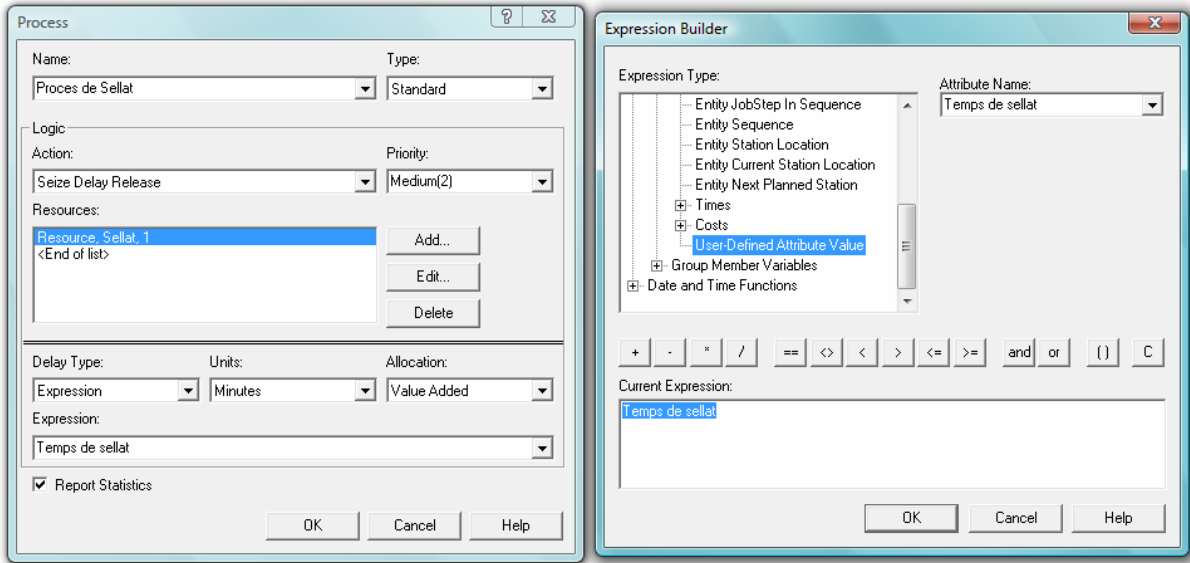 Process
Name:
Type:
Proces de Sellat
Standard
Logic
Action:
Priority:
Seize Delay Release
Medium(2)
Resources:
Resource, Sellat, 1
<End of list>
Add...
Edit...
Delete
Delay Type:
Units:
Allocation:
Expression
Minutes
Value Added
Expression:
Temps de sellat
Report Statistics
OK
Cancel
Help
Expression Builder
Expression Type:
Attribute Name:
Temps de sellat
Entity JobStep In Sequence
Entity Sequence
Entity Station Location
Entity Current Station Location
Entity Next Planned Station
Times
Costs
User-Defined Attribute Value
Group Member Variables
Date and Time Functions
+ - * / == <> < > <= >= and or () C
Current Expression:
Temps de sellat
OK
Cancel
Help